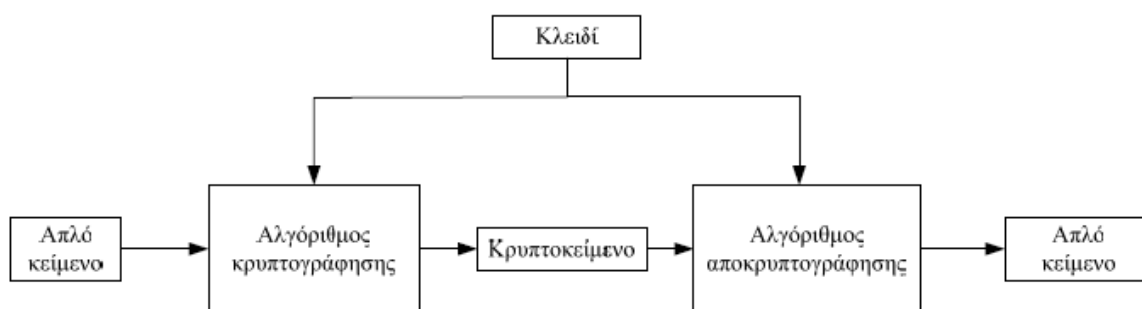 Κλειδί
Απλό
κείμενο
Αλγόριθμος
κρυπτογράφησης
Κρυπτοκείμενο
Αλγόριθμος
αποκρυπτογράφησης
Απλό
κείμενο